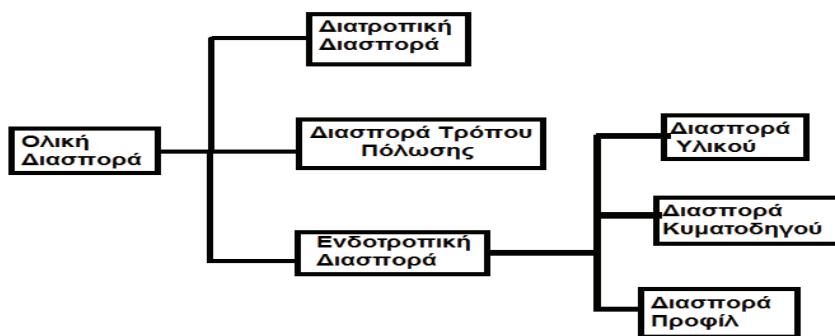 Ολική
Διασπορά
Διατροπική
Διασπορά
Διασπορά Τρόπου
Πόλωσης
Ενδοτροπική
Διασπορά
Διασπορά
Υλικού
Διασπορά
Κυματοδηγού
Διασπορά
Προφίλ